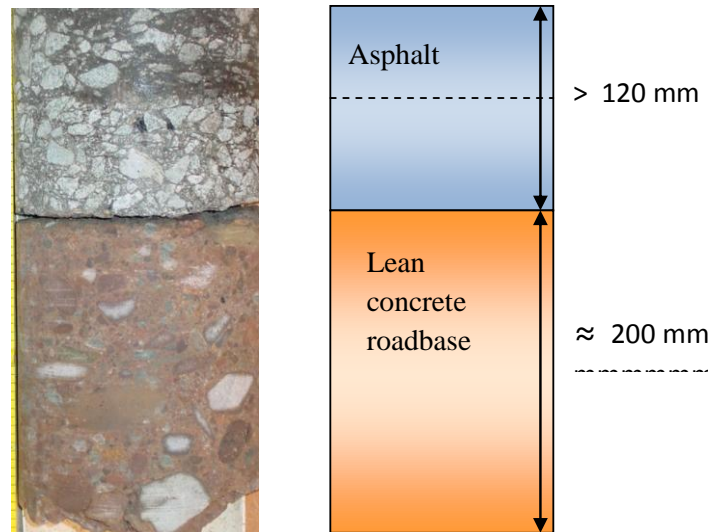 Asphalt
> 120 mm
Lean
concrete
roadbase
≈ 200 mm